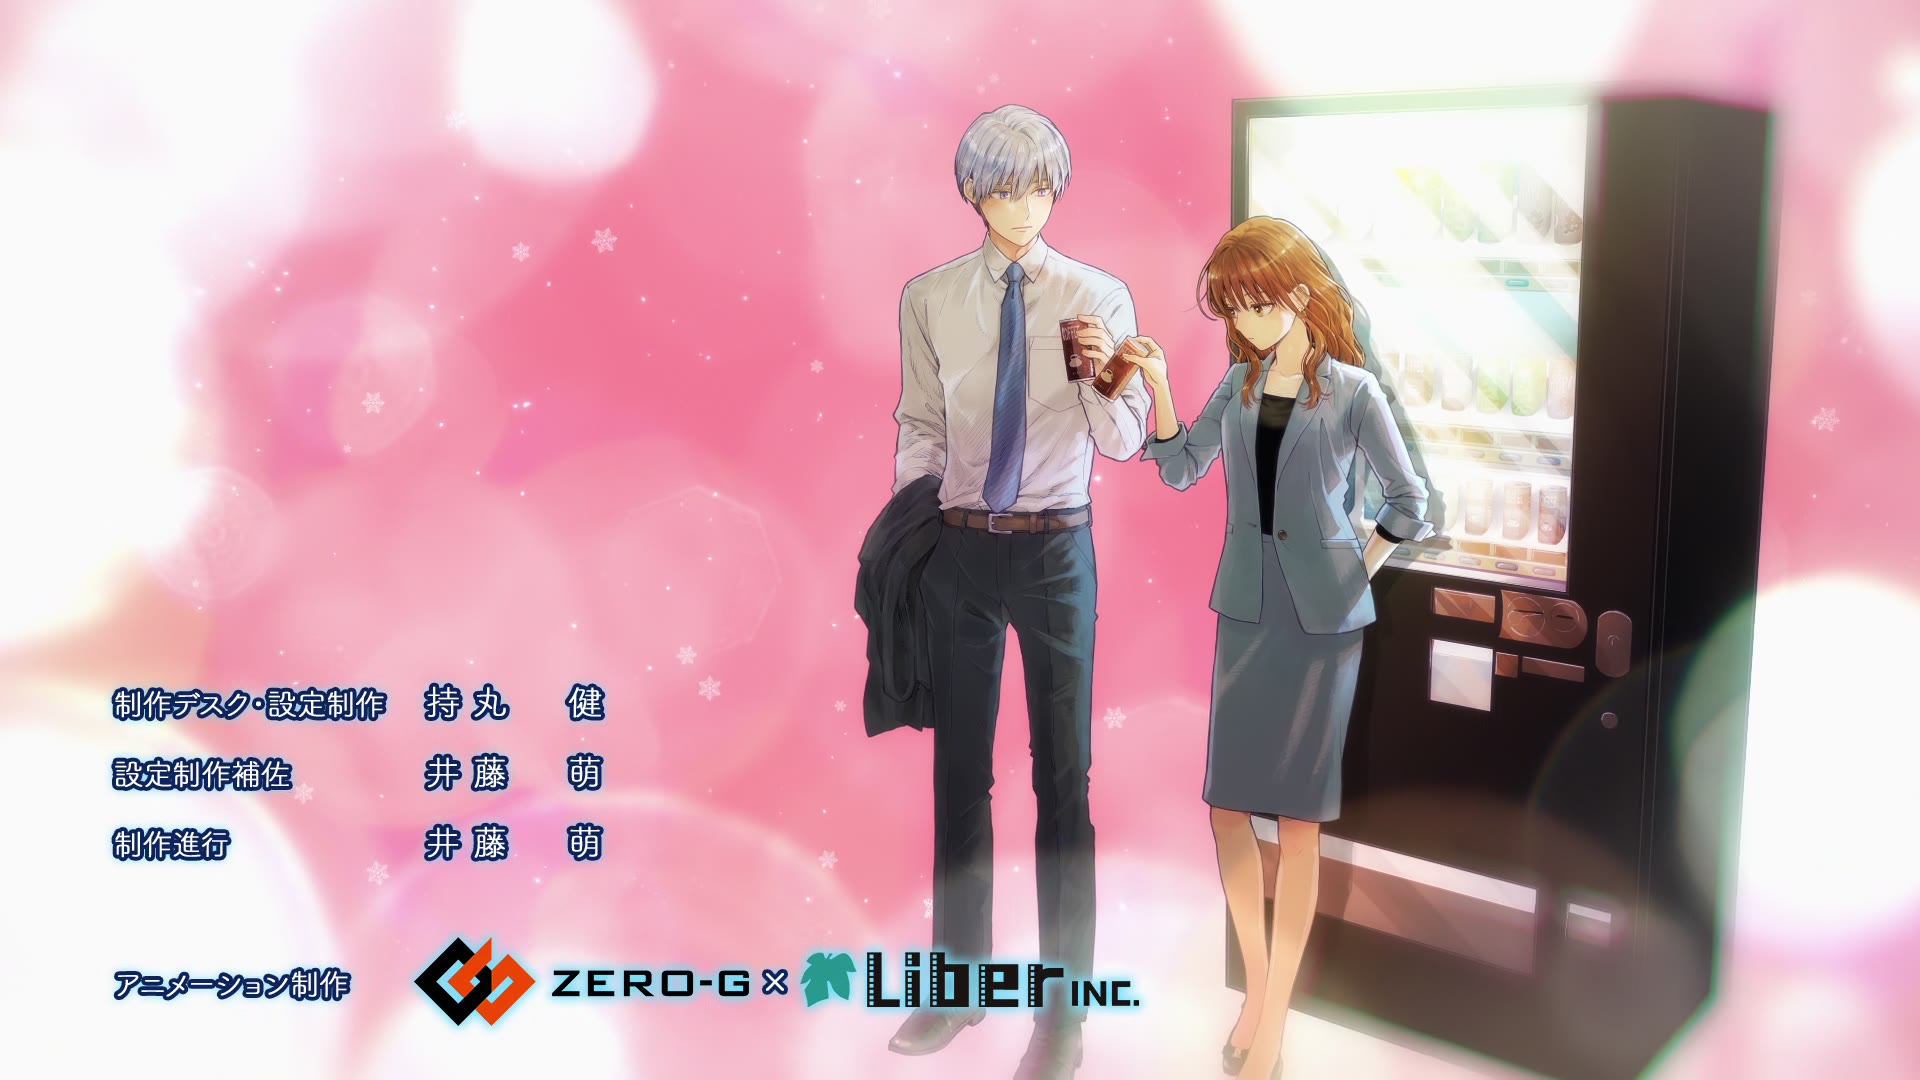 制作デスク・設定制作 持丸 健
設定制作補佐 井藤 萌
制作進行 井藤 萌
アニメーション制作 ZERO-G × Liber INC.